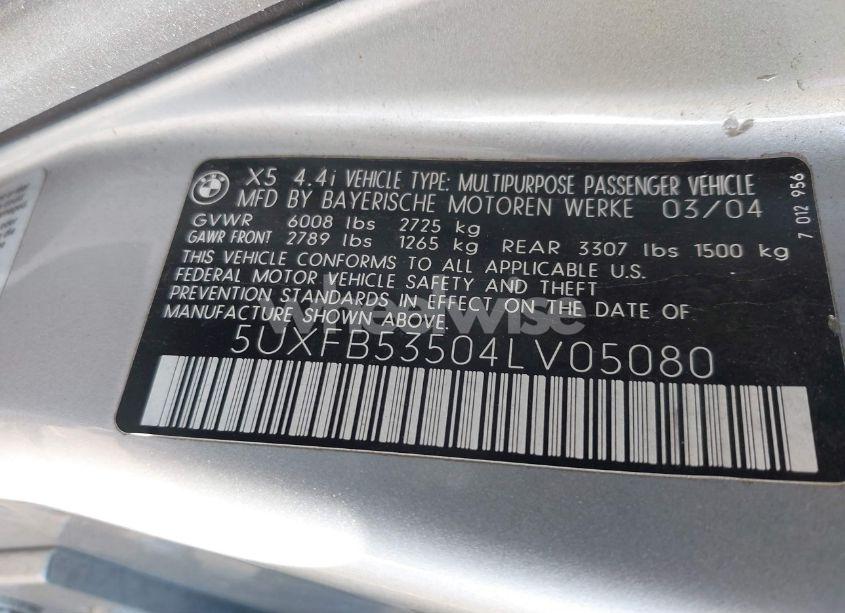 X5 4.4i VEHICLE TYPE: MULTIPURPOSE PASSENGER VEHICLE
MFD BY BAYERISCHE MOTOREN WERKE 03/04
GVWR 6008 lbs 2725 kg
GAWR FRONT 2789 lbs 1265 kg REAR 3307 lbs 1500 kg
THIS VEHICLE CONFORMS TO ALL APPLICABLE U.S.
FEDERAL MOTOR VEHICLE SAFETY AND THEFT
PREVENTION STANDARDS IN EFFECT ON THE DATE OF
MANUFACTURE SHOWN ABOVE.
5UXFB53504LV05080
7 012 956
wheelwise
BMW